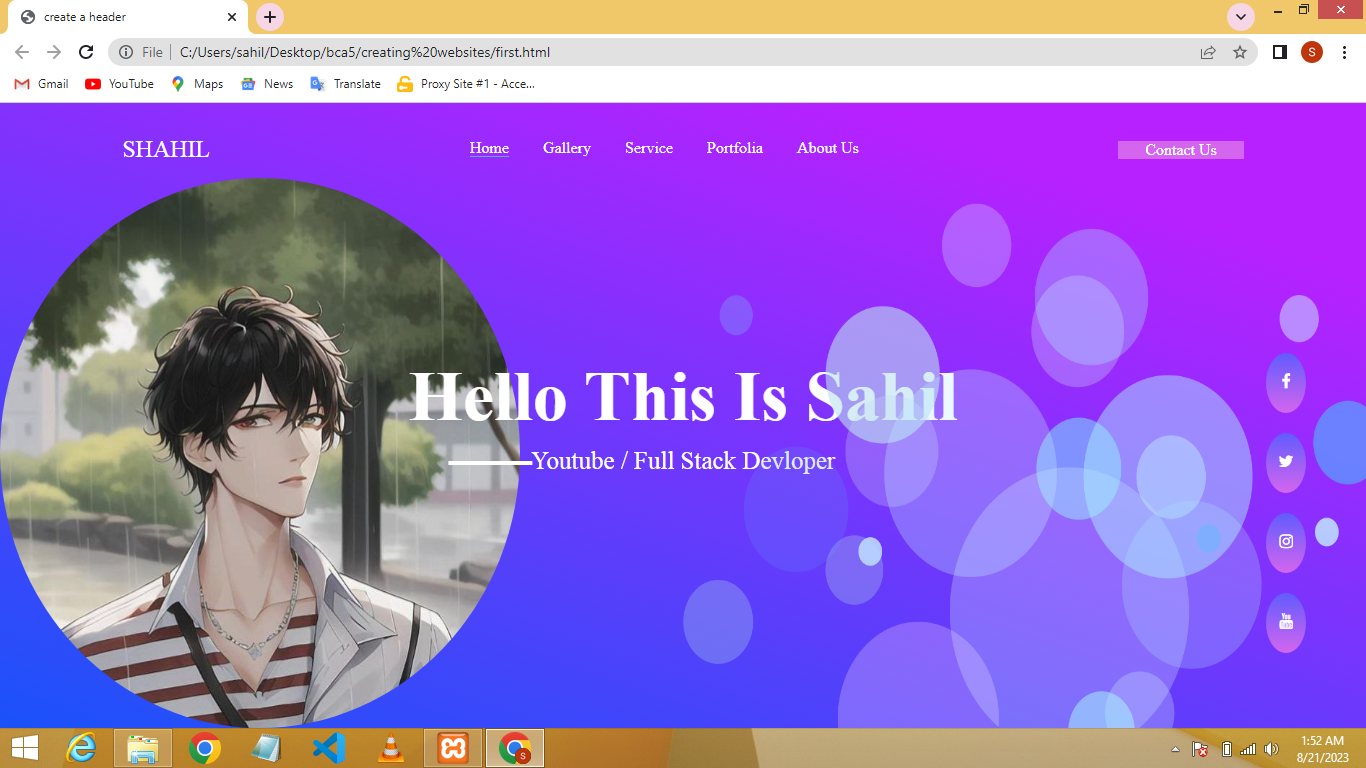 create a header
File C:/Users/sahil/Desktop/bca5/creating%20websites/first.html S
Gmail YouTube Maps News Translate Proxy Site #1 - Acce...
SHAHIL Home Gallery Service Portfolia About Us Contact Us
Hello This Is Sahil
Youtube / Full Stack Devloper
You
1:52 AM
8/21/2023